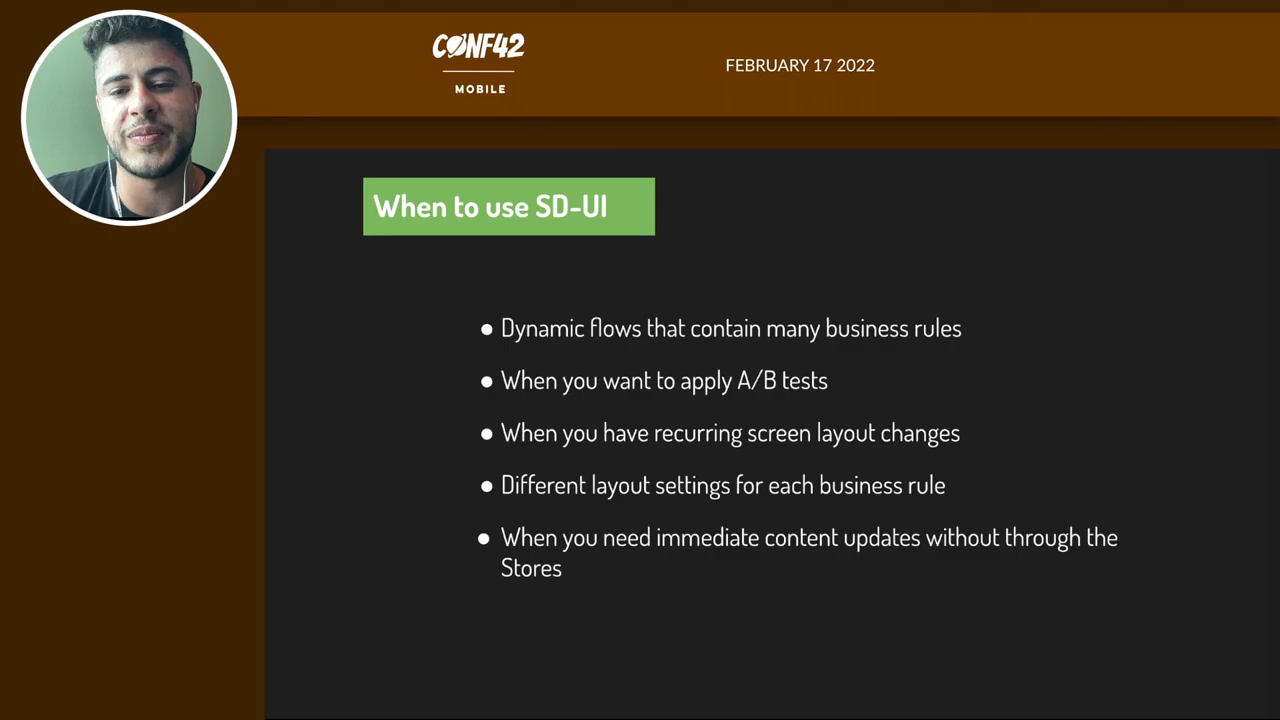 CONF42
MOBILE
FEBRUARY 17 2022
When to use SD-UI
● Dynamic flows that contain many business rules
● When you want to apply A/B tests
● When you have recurring screen layout changes
● Different layout settings for each business rule
● When you need immediate content updates without through the
Stores